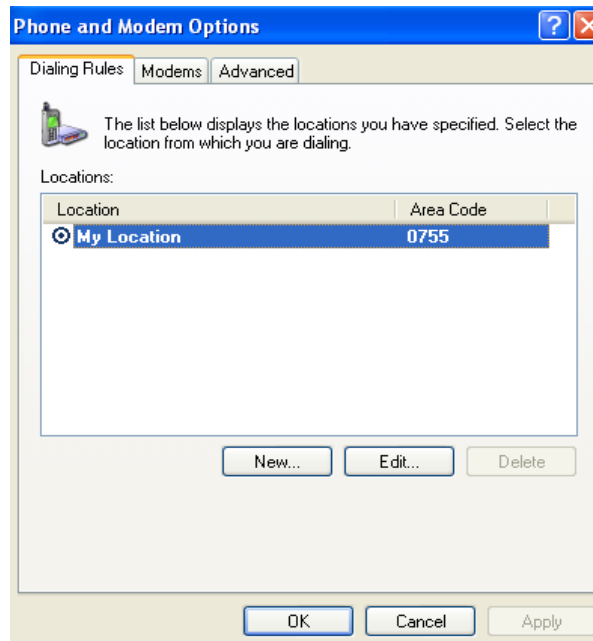 Phone and Modem Options
Dialing Rules Modems Advanced
The list below displays the locations you have specified. Select the
location from which you are dialing.
Locations:
Location Area Code
My Location 0755
New... Edit... Delete
OK Cancel Apply